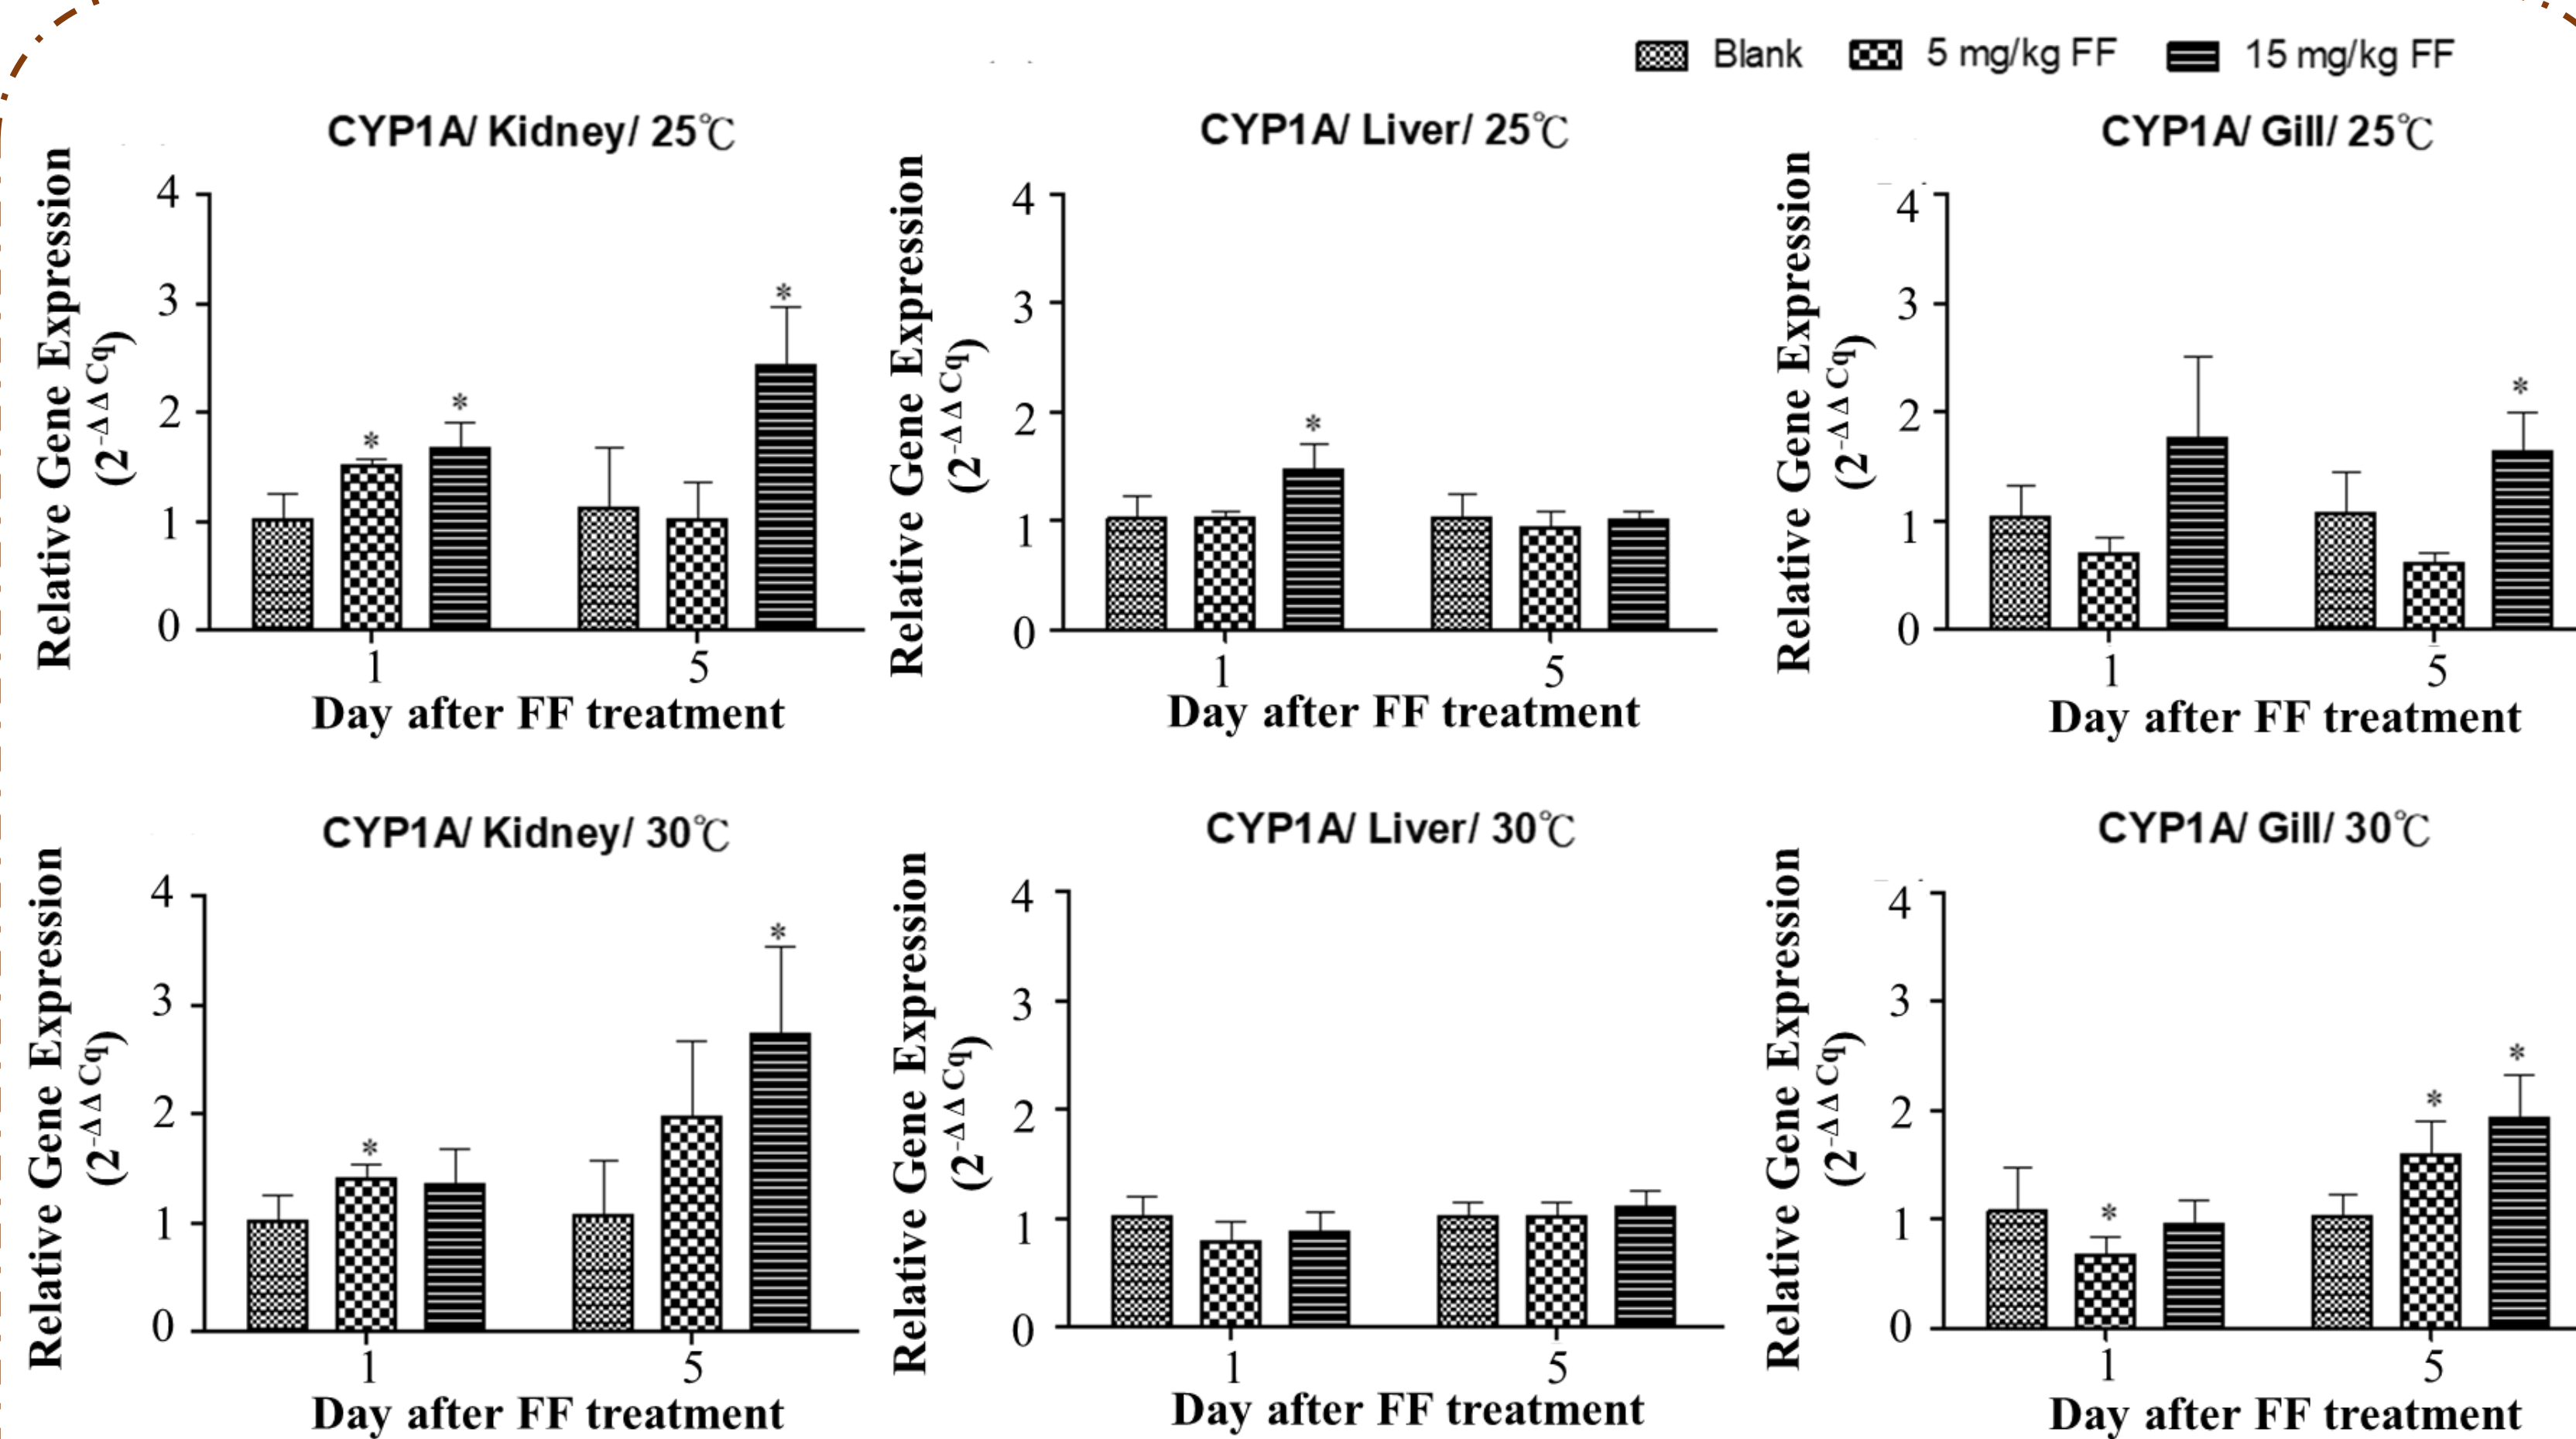 Blank 5 mg/kg FF 15 mg/kg FF
CYP1A/ Kidney/ 25℃
Relative Gene Expression
(2-Δ Δ Cq)
4
3
2
1
0
1 5
Day after FF treatment
CYP1A/ Liver/ 25℃
Relative Gene Expression
(2-Δ Δ Cq)
4
3
2
1
0
1 5
Day after FF treatment
CYP1A/ Gill/ 25℃
Relative Gene Expression
(2-Δ Δ Cq)
4
3
2
1
0
1 5
Day after FF treatment
CYP1A/ Kidney/ 30℃
Relative Gene Expression
(2-Δ Δ Cq)
4
3
2
1
0
1 5
Day after FF treatment
CYP1A/ Liver/ 30℃
Relative Gene Expression
(2-Δ Δ Cq)
4
3
2
1
0
1 5
Day after FF treatment
CYP1A/ Gill/ 30℃
Relative Gene Expression
(2-Δ Δ Cq)
4
3
2
1
0
1 5
Day after FF treatment